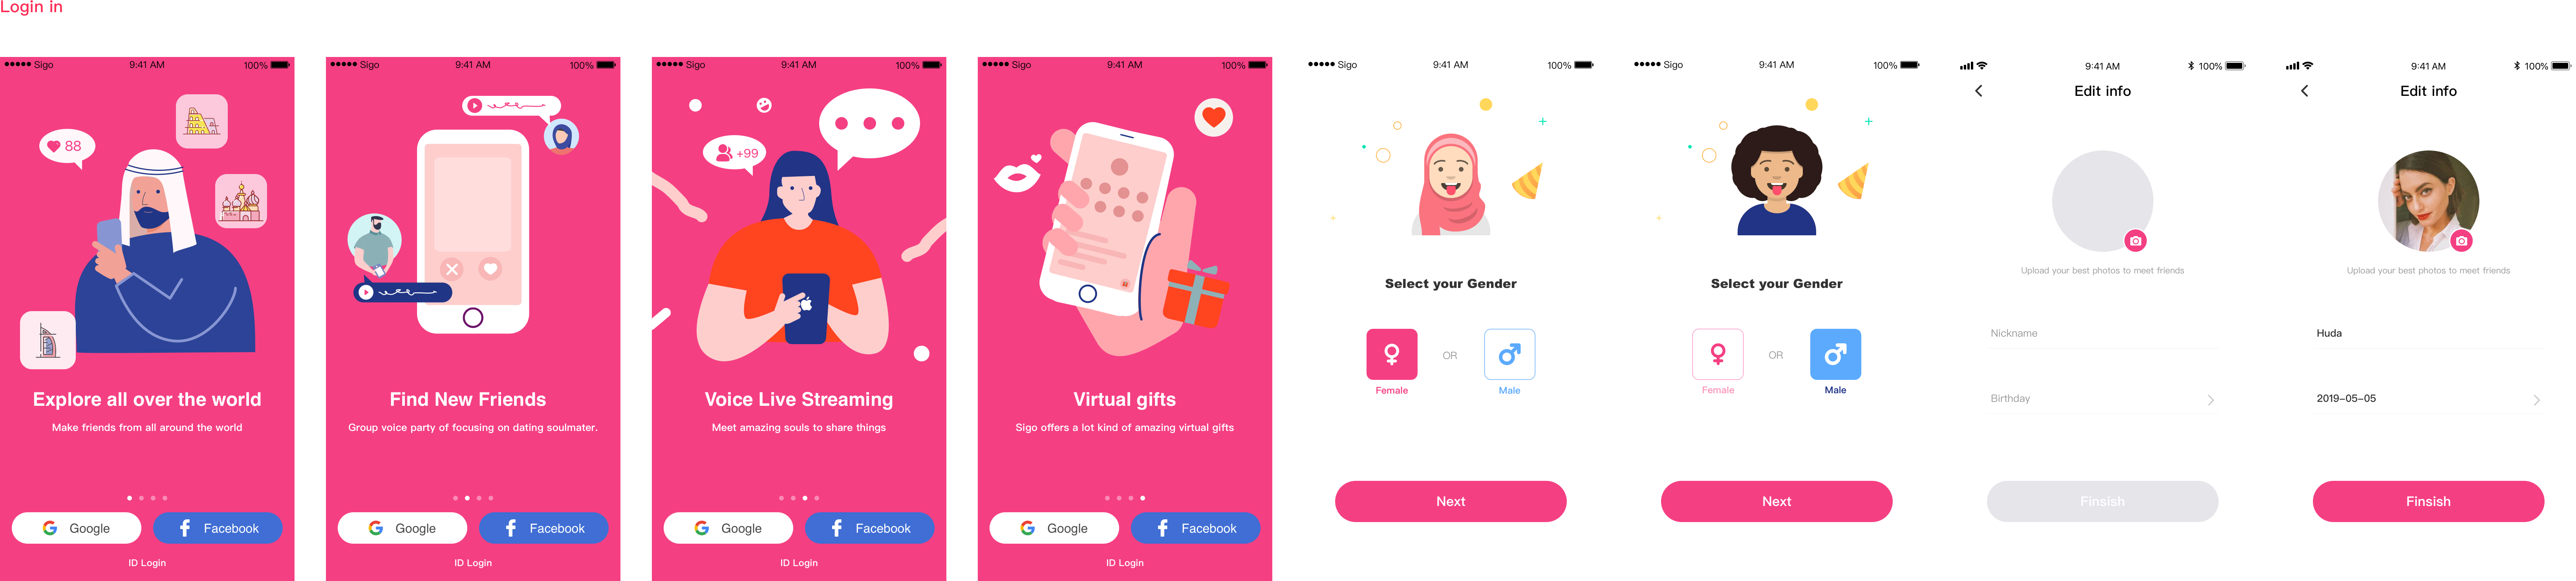 Login in
Sigo 9:41 AM 100%
88
Explore all over the world
Make friends from all around the world
Google Facebook
ID Login
Sigo 9:41 AM 100%
Find New Friends
Group voice party of focusing on dating soulmater.
Google Facebook
ID Login
Sigo 9:41 AM 100%
+99
Voice Live Streaming
Meet amazing souls to share things
Google Facebook
ID Login
Sigo 9:41 AM 100%
Virtual gifts
Sigo offers a lot kind of amazing virtual gifts
Google Facebook
ID Login
Sigo 9:41 AM 100%
Select your Gender
OR
Female Male
Next
Sigo 9:41 AM 100%
Select your Gender
OR
Female Male
Next
9:41 AM 100%
Edit info
Upload your best photos to meet friends
Nickname
Birthday
Finsish
9:41 AM 100%
Edit info
Upload your best photos to meet friends
Huda
2019-05-05
Finsish